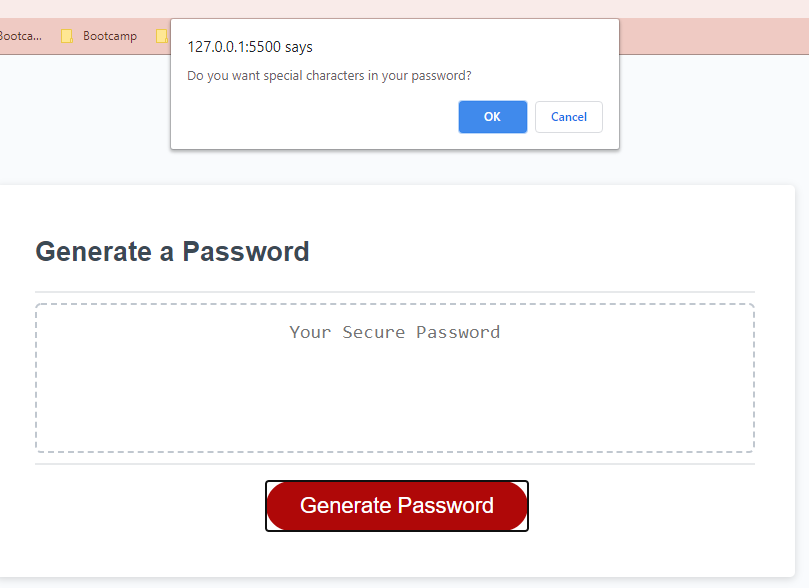 Bootca...
Bootcamp
127.0.0.1:5500 says
Do you want special characters in your password?
OK
Cancel
Generate a Password
Your Secure Password
Generate Password